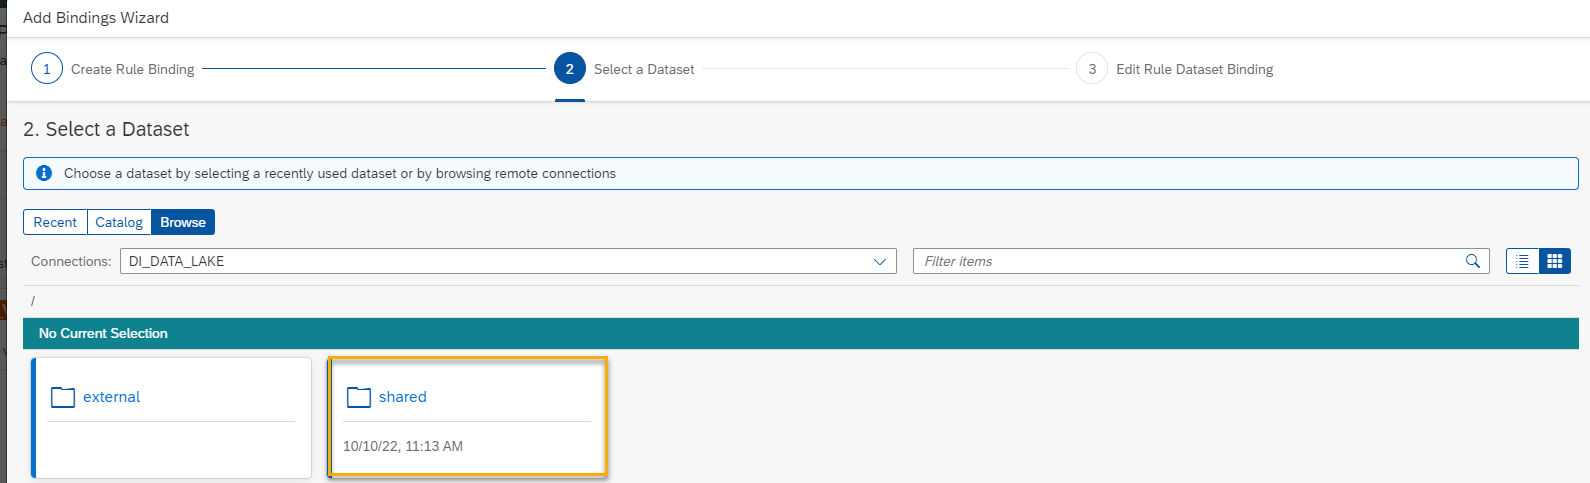 Add Bindings Wizard
1 Create Rule Binding 2 Select a Dataset 3 Edit Rule Dataset Binding
2. Select a Dataset
Choose a dataset by selecting a recently used dataset or by browsing remote connections
Recent Catalog Browse
Connections: DI_DATA_LAKE Filter items
/
No Current Selection
external shared
10/10/22, 11:13 AM